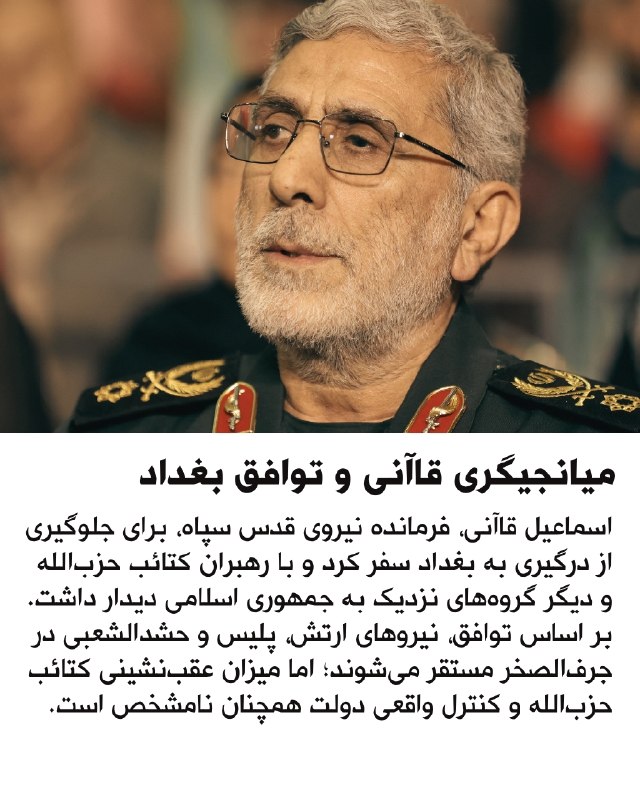 میانجیگری قاآنی و توافق بغداد
اسماعیل قاآنی، فرمانده نیروی قدس سپاه، برای جلوگیری
از درگیری به بغداد سفر کرد و با رهبران کتائب حزب‌الله
و دیگر گروه‌های نزدیک به جمهوری اسلامی دیدار داشت.
بر اساس توافق، نیروهای ارتش، پلیس و حشدالشعبی در
جرف‌الصخر مستقر می‌شوند؛ اما میزان عقب‌نشینی کتائب
حزب‌الله و کنترل واقعی دولت همچنان نامشخص است.